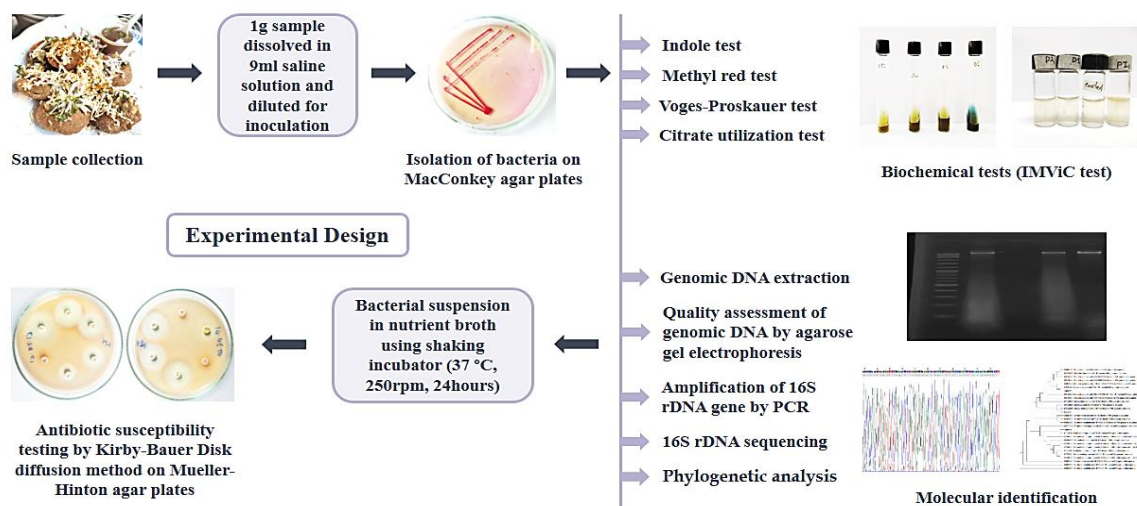 1g sample
dissolved in
9ml saline
solution and
diluted for
inoculation
Sample collection
Isolation of bacteria on
MacConkey agar plates
Indole test
Methyl red test
Voges-Proskauer test
Citrate utilization test
Biochemical tests (IMViC test)
Experimental Design
Genomic DNA extraction
Quality assessment of
genomic DNA by agarose
gel electrophoresis
Amplification of 16S
rDNA gene by PCR
16S rDNA sequencing
Phylogenetic analysis
Molecular identification
Bacterial suspension
in nutrient broth
using shaking
incubator (37 °C,
250rpm, 24hours)
Antibiotic susceptibility
testing by Kirby-Bauer Disk
diffusion method on Mueller-
Hinton agar plates